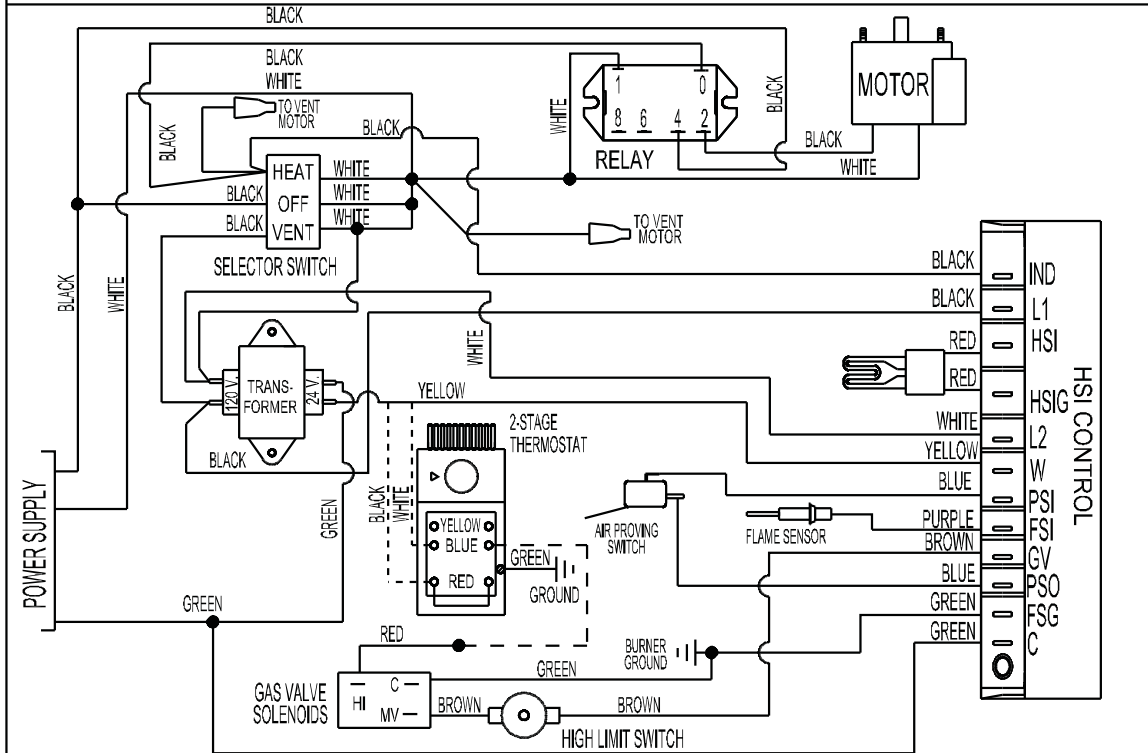 BLACK
BLACK
WHITE
TO VENT
MOTOR
BLACK
BLACK
WHITE
1
0
8
6
4
2
RELAY
BLACK
MOTOR
BLACK
WHITE
HEAT
OFF
VENT
WHITE
WHITE
WHITE
BLACK
BLACK
SELECTOR SWITCH
TO VENT
MOTOR
BLACK
WHITE
WHITE
120 V.
TRANS-
FORMER
24 V.
YELLOW
BLACK
GREEN
BLACK
WHITE
2-STAGE
THERMOSTAT
YELLOW
BLUE
RED
GREEN
GROUND
AIR PROVING
SWITCH
FLAME SENSOR
POWER SUPPLY
GREEN
RED
BURNER
GROUND
GREEN
GAS VALVE
SOLENOIDS
HI
C
MV
BROWN
BROWN
HIGH LIMIT SWITCH
BLACK
IND
BLACK
L1
RED
HSI
RED
HSIG
WHITE
L2
YELLOW
W
BLUE
PSI
PURPLE
FSI
BROWN
GV
BLUE
PSO
GREEN
FSG
GREEN
C
HSI CONTROL